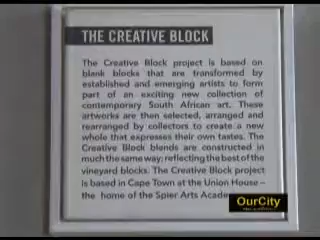 THE CREATIVE BLOCK
The Creative Block project is based on
blank blocks that are transformed by
established and emerging artists to form
part of an exciting new collection of
contemporary South African art. These
artworks are then selected, arranged and
rearranged by collectors to create a new
whole that expresses their own tastes. The
Creative Block blends are constructed in
much the same way; reflecting the best of the
vineyard blocks. The Creative Block project
is based in Cape Town at the Union House –
the home of the Spier Arts Acade
OurCity